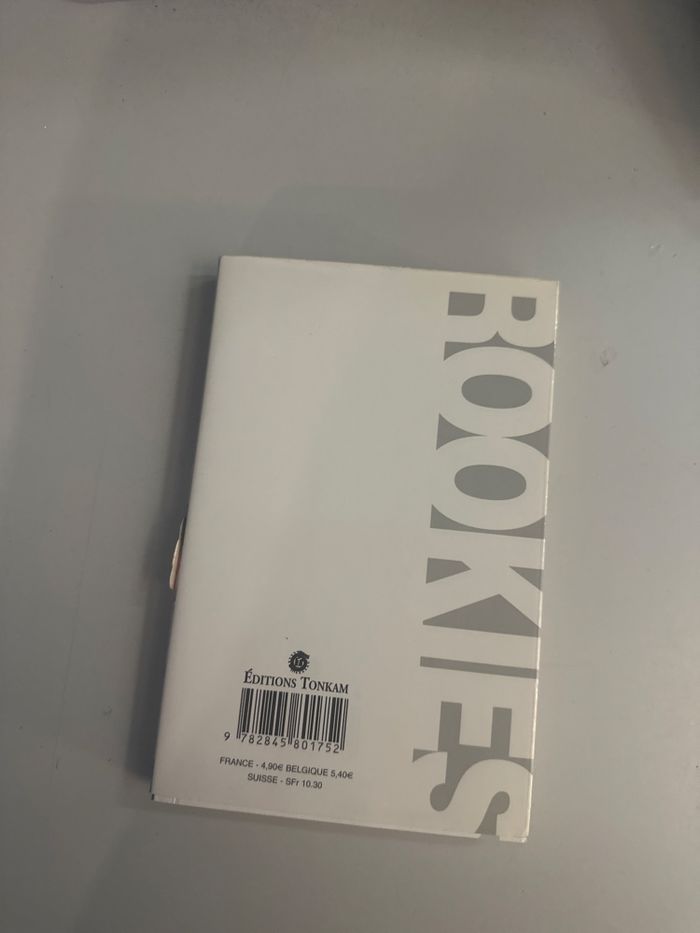 ROOKIES
ÉDITIONS TONKAM
9 782845 801752
FRANCE - 4,90€ BELGIQUE 5,40€
SUISSE - SFr 10.30